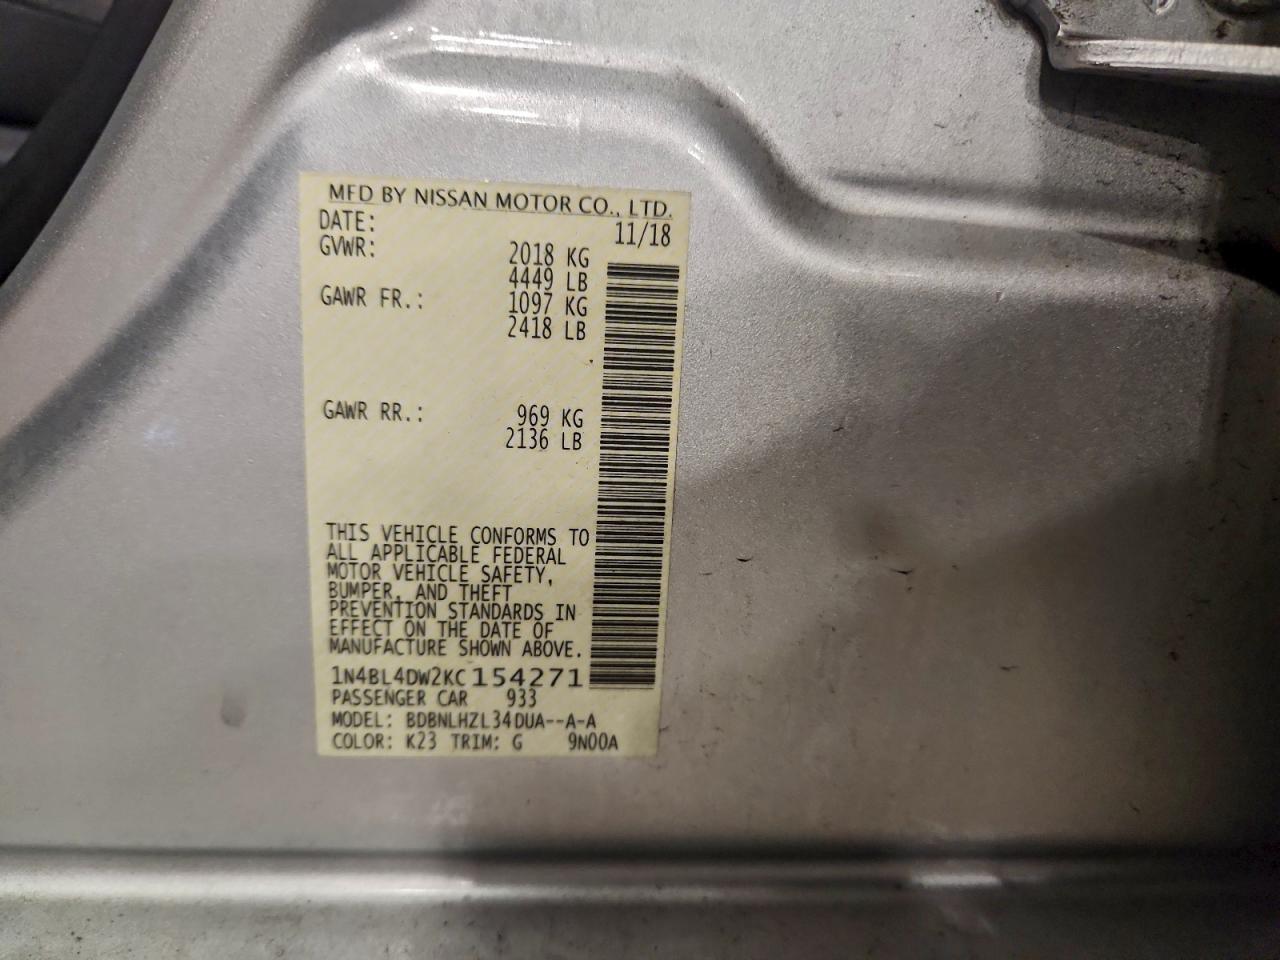 MFD BY NISSAN MOTOR CO., LTD.
DATE: 11/18
GVWR: 2018 KG
4449 LB
GAWR FR.: 1097 KG
2418 LB
GAWR RR.: 969 KG
2136 LB
THIS VEHICLE CONFORMS TO
ALL APPLICABLE FEDERAL
MOTOR VEHICLE SAFETY,
BUMPER, AND THEFT
PREVENTION STANDARDS IN
EFFECT ON THE DATE OF
MANUFACTURE SHOWN ABOVE.
1N4BL4DW2KC154271
PASSENGER CAR 933
MODEL: BDBNLHZL34DUA--A-A
COLOR: K23 TRIM: G 9N00A